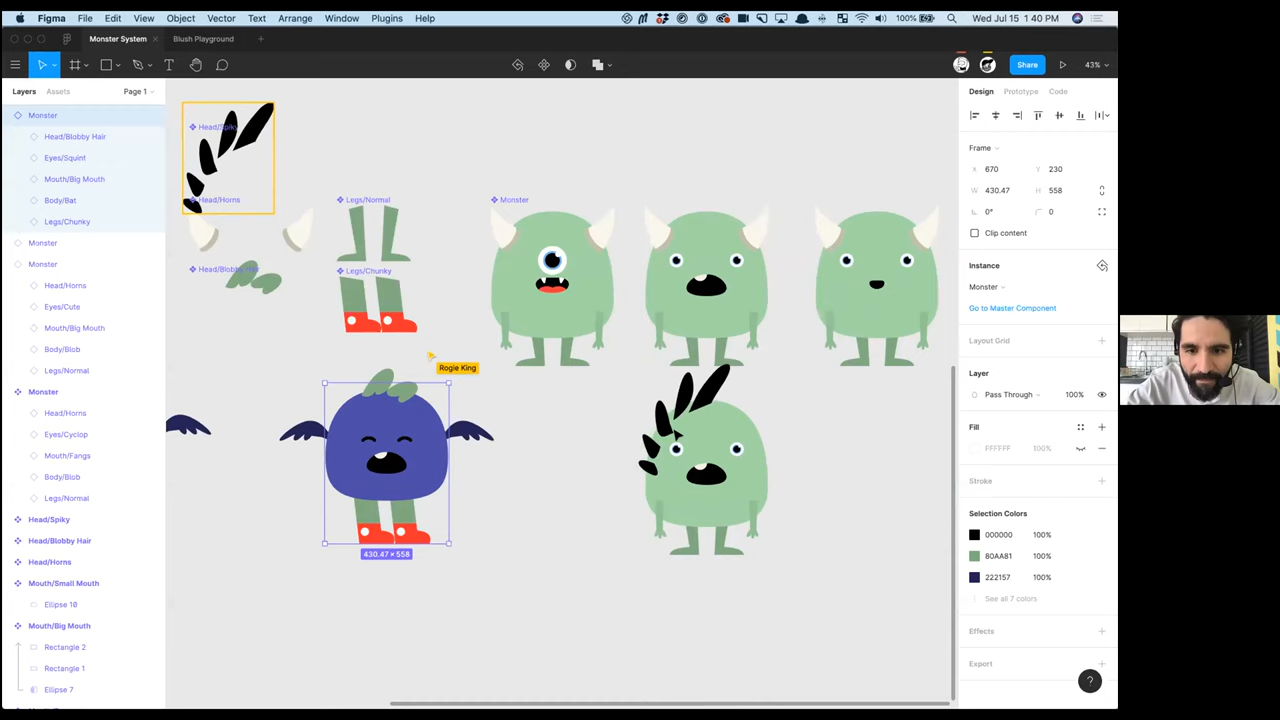 Figma File Edit View Object Vector Text Arrange Window Plugins Help 100% Wed Jul 15 1:40 PM
Monster System Blush Playground
Share 43%
Layers Assets Page 1
Design Prototype Code
Monster
Head/Blobby Hair
Eyes/Squint
Mouth/Big Mouth
Body/Bat
Legs/Chunky
Monster
Monster
Head/Horns
Eyes/Cute
Mouth/Big Mouth
Body/Blob
Legs/Normal
Monster
Head/Horns
Eyes/Cyclop
Mouth/Fangs
Body/Blob
Legs/Normal
Head/Spiky
Head/Blobby Hair
Head/Horns
Mouth/Small Mouth
Ellipse 10
Mouth/Big Mouth
Rectangle 2
Rectangle 1
Ellipse 7
Head/Spiky
Head/Horns
Legs/Normal
Monster
Head/Blobby Hair
Legs/Chunky
Rogie King
430.47 × 558
Frame
X 670 Y 230
W 430.47 H 558
0° 0
Clip content
Instance
Monster
Go to Master Component
Layout Grid
Layer
Pass Through 100%
Fill
FFFFFF 100%
Stroke
Selection Colors
000000 100%
80AA81 100%
222157 100%
See all 7 colors
Effects
Export
?